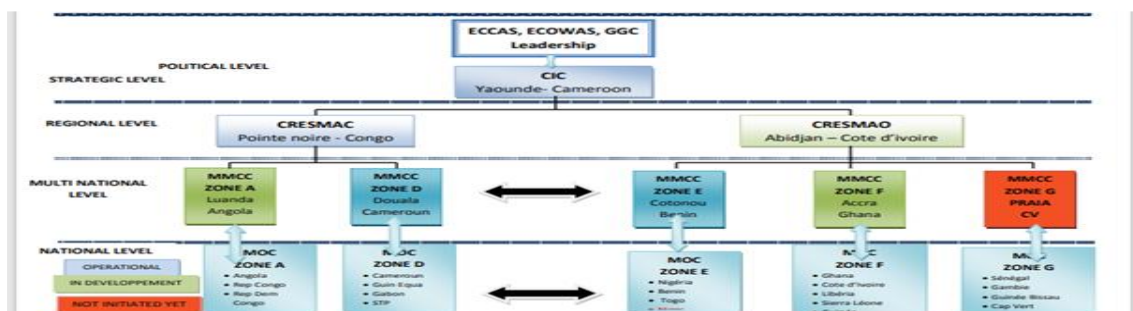 ECCAS, ECOWAS, GGC
Leadership
POLITICAL LEVEL
STRATEGIC LEVEL
CIC
Yaounde- Cameroon
REGIONAL LEVEL
CRESMAC
Pointe noire - Congo
CRESMAO
Abidjan – Cote d'ivoire
MULTI NATIONAL
LEVEL
MMCC
ZONE A
Luanda
Angola
MMCC
ZONE D
Douala
Cameroun
MMCC
ZONE E
Cotonou
Benin
MMCC
ZONE F
Accra
Ghana
MMCC
ZONE G
PRAIA
CV
NATIONAL LEVEL
OPERATIONAL
IN DEVELOPPEMENT
NOT INITIATED YET
MOC
ZONE A
• Angola
• Rep Congo
• Rep Dem
Congo
MOC
ZONE D
• Cameroun
• Guin Equa
• Gabon
• STP
MOC
ZONE E
• Nigéria
• Benin
• Togo
MOC
ZONE F
• Ghana
• Cote d'Ivoire
• Libéria
• Sierra Léone
MOC
ZONE G
• Sénégal
• Gambie
• Guinée Bissau
• Cap Vert